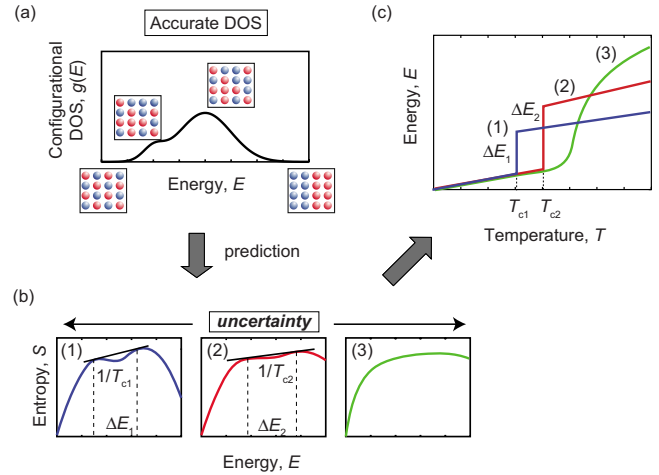 (a)
Accurate DOS
Configurational
DOS, g(E)
Energy, E
prediction
(b)
uncertainty
Entropy, S
(1)
1/Tc1
ΔE1
(2)
1/Tc2
ΔE2
(3)
Energy, E
(c)
Energy, E
(1)
ΔE1
(2)
ΔE2
(3)
Tc1
Tc2
Temperature, T